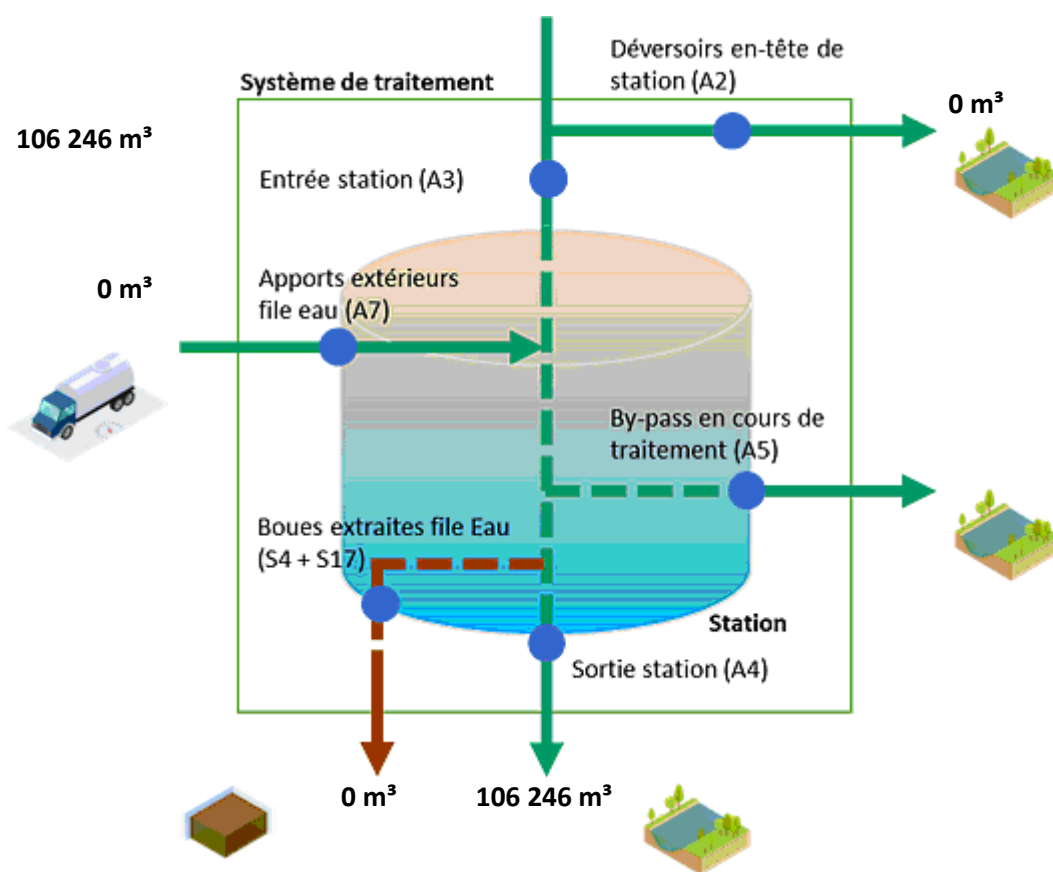 Déversoirs en-tête de
station (A2)
Système de traitement
0 m³
106 246 m³
Entrée station (A3)
Apports extérieurs
file eau (A7)
0 m³
By-pass en cours de
traitement (A5)
Boues extraites file Eau
(S4 + S17)
Station
Sortie station (A4)
0 m³
106 246 m³